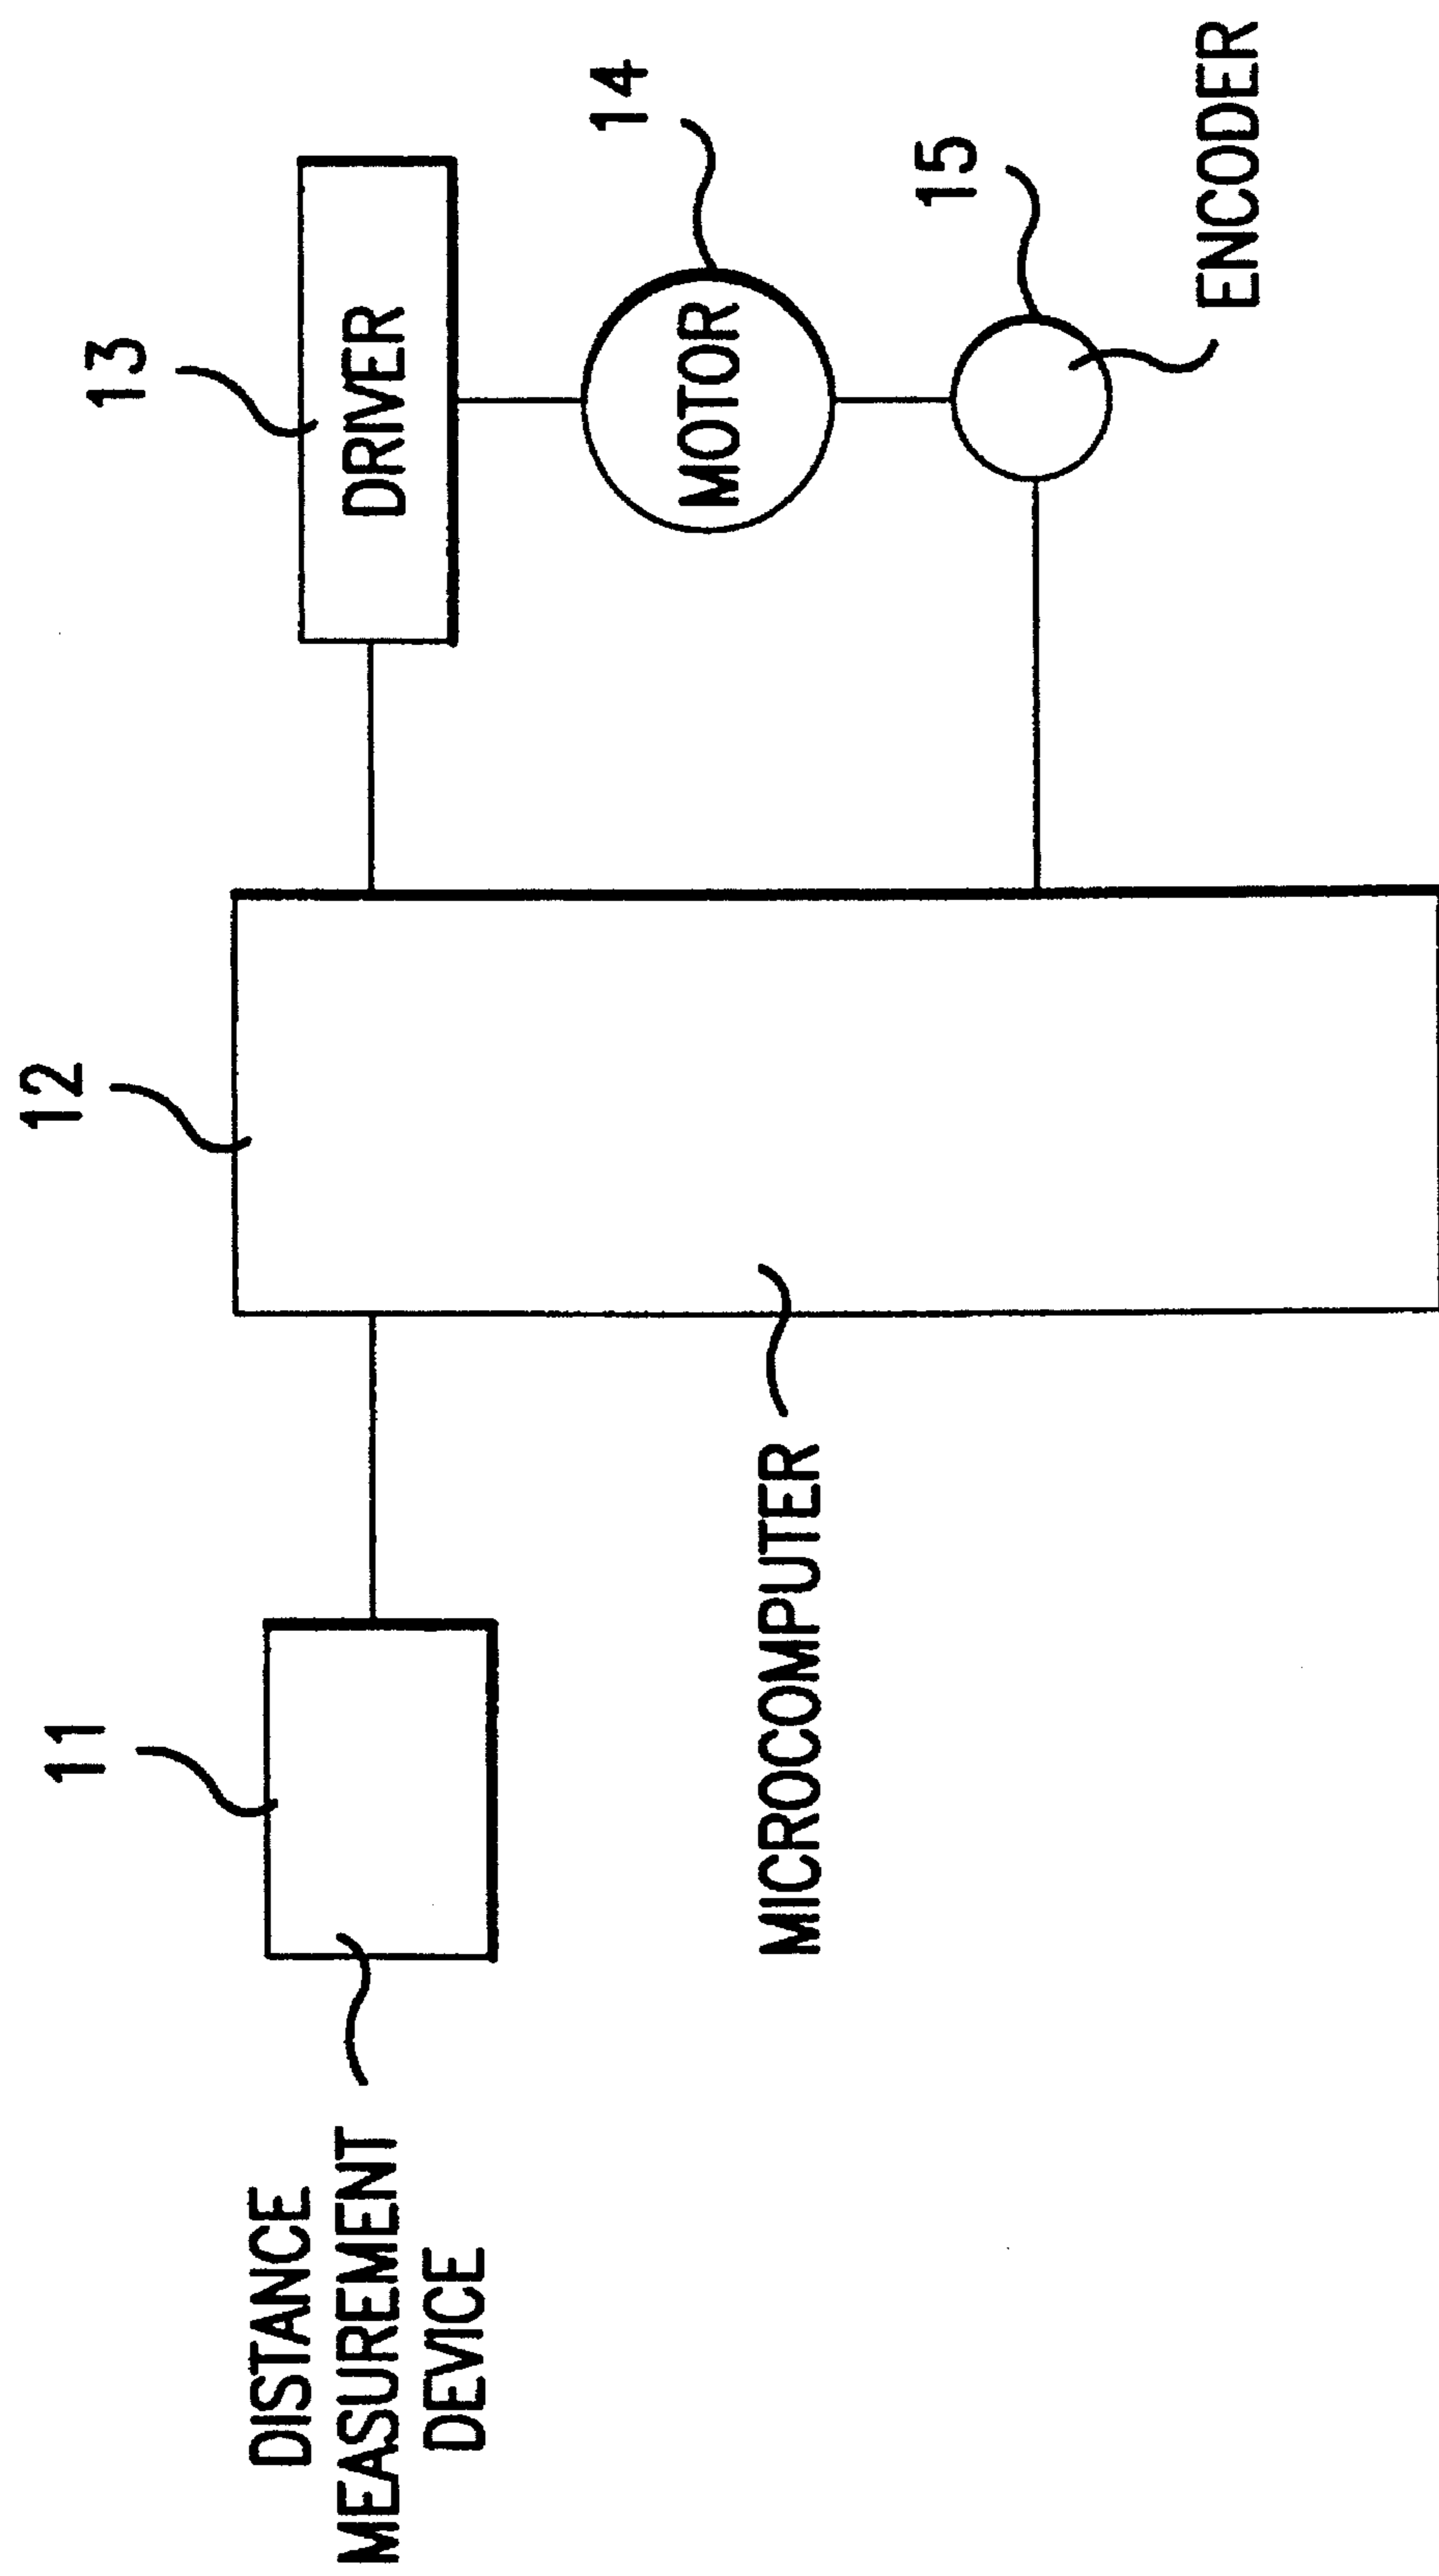 11
12
13
DRIVER
14
MOTOR
15
ENCODER
DISTANCE
MEASUREMENT
DEVICE
MICROCOMPUTER